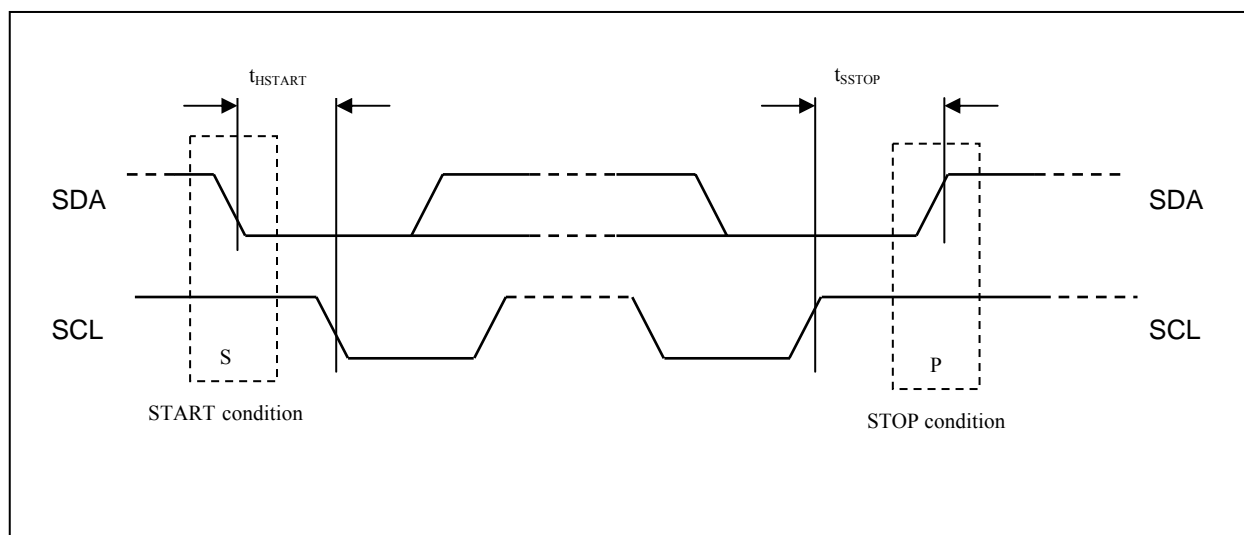 tHSTART
tSSTOP
SDA
SDA
SCL
SCL
S
P
START condition
STOP condition